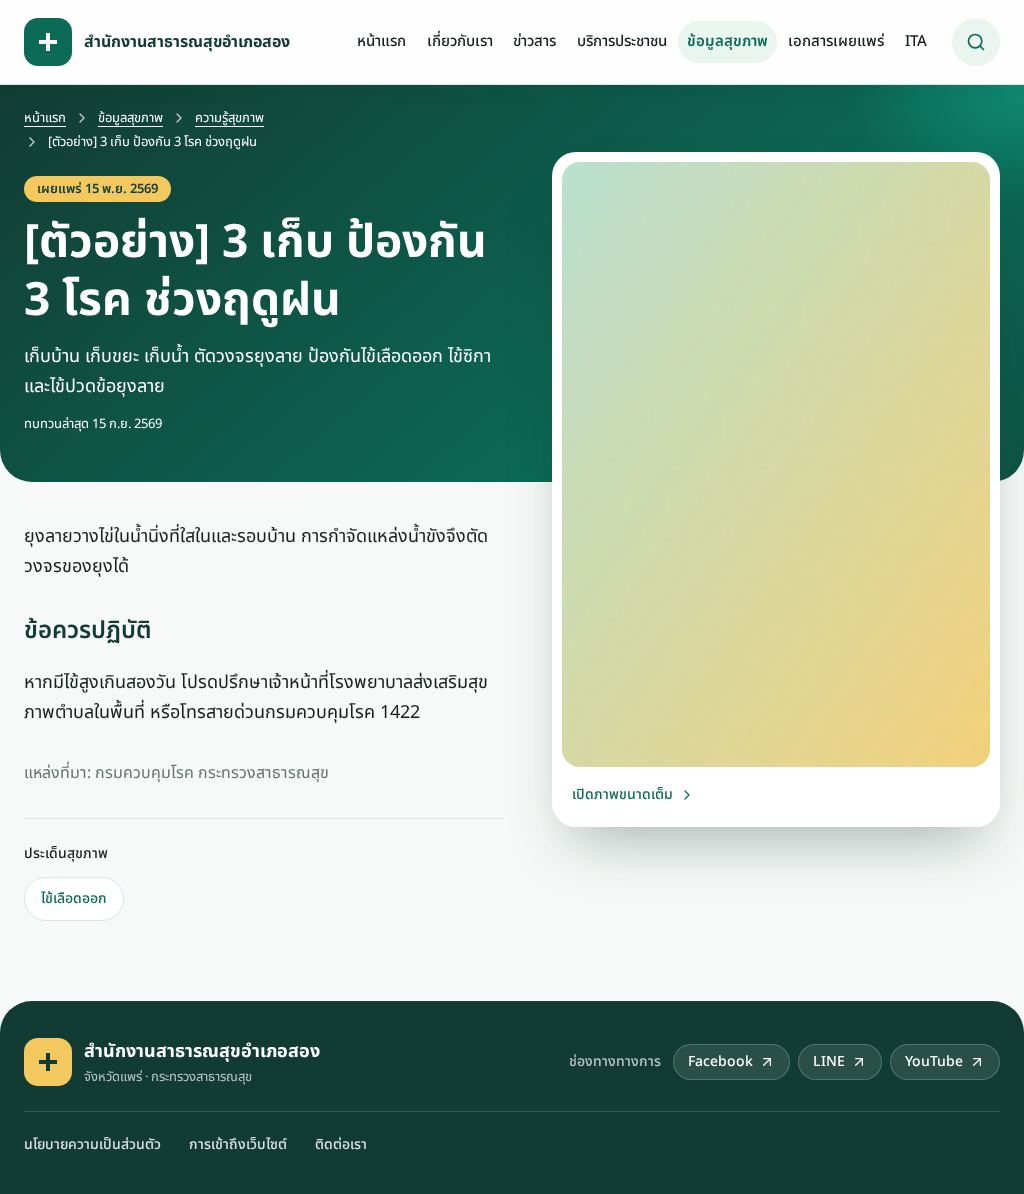 สำนักงานสาธารณสุขอำเภอสอง
หน้าแรก เกี่ยวกับเรา ข่าวสาร บริการประชาชน ข้อมูลสุขภาพ เอกสารเผยแพร่ ITA
หน้าแรก > ข้อมูลสุขภาพ > ความรู้สุขภาพ
> [ตัวอย่าง] 3 เก็บ ป้องกัน 3 โรค ช่วงฤดูฝน
เผยแพร่ 15 พ.ย. 2569
[ตัวอย่าง] 3 เก็บ ป้องกัน
3 โรค ช่วงฤดูฝน
เก็บบ้าน เก็บขยะ เก็บน้ำ ตัดวงจรยุงลาย ป้องกันไข้เลือดออก ไข้ซิกา
และไข้ปวดข้อยุงลาย
ทบทวนล่าสุด 15 ก.ย. 2569
ยุงลายวางไข่ในน้ำนิ่งที่ใสในและรอบบ้าน การกำจัดแหล่งน้ำขังจึงตัด
วงจรของยุงได้
ข้อควรปฏิบัติ
หากมีไข้สูงเกินสองวัน โปรดปรึกษาเจ้าหน้าที่โรงพยาบาลส่งเสริมสุข
ภาพตำบลในพื้นที่ หรือโทรสายด่วนกรมควบคุมโรค 1422
แหล่งที่มา: กรมควบคุมโรค กระทรวงสาธารณสุข
เปิดภาพขนาดเต็ม
ประเด็นสุขภาพ
ไข้เลือดออก
สำนักงานสาธารณสุขอำเภอสอง
จังหวัดแพร่ · กระทรวงสาธารณสุข
ช่องทางทางการ Facebook LINE YouTube
นโยบายความเป็นส่วนตัว การเข้าถึงเว็บไซต์ ติดต่อเรา